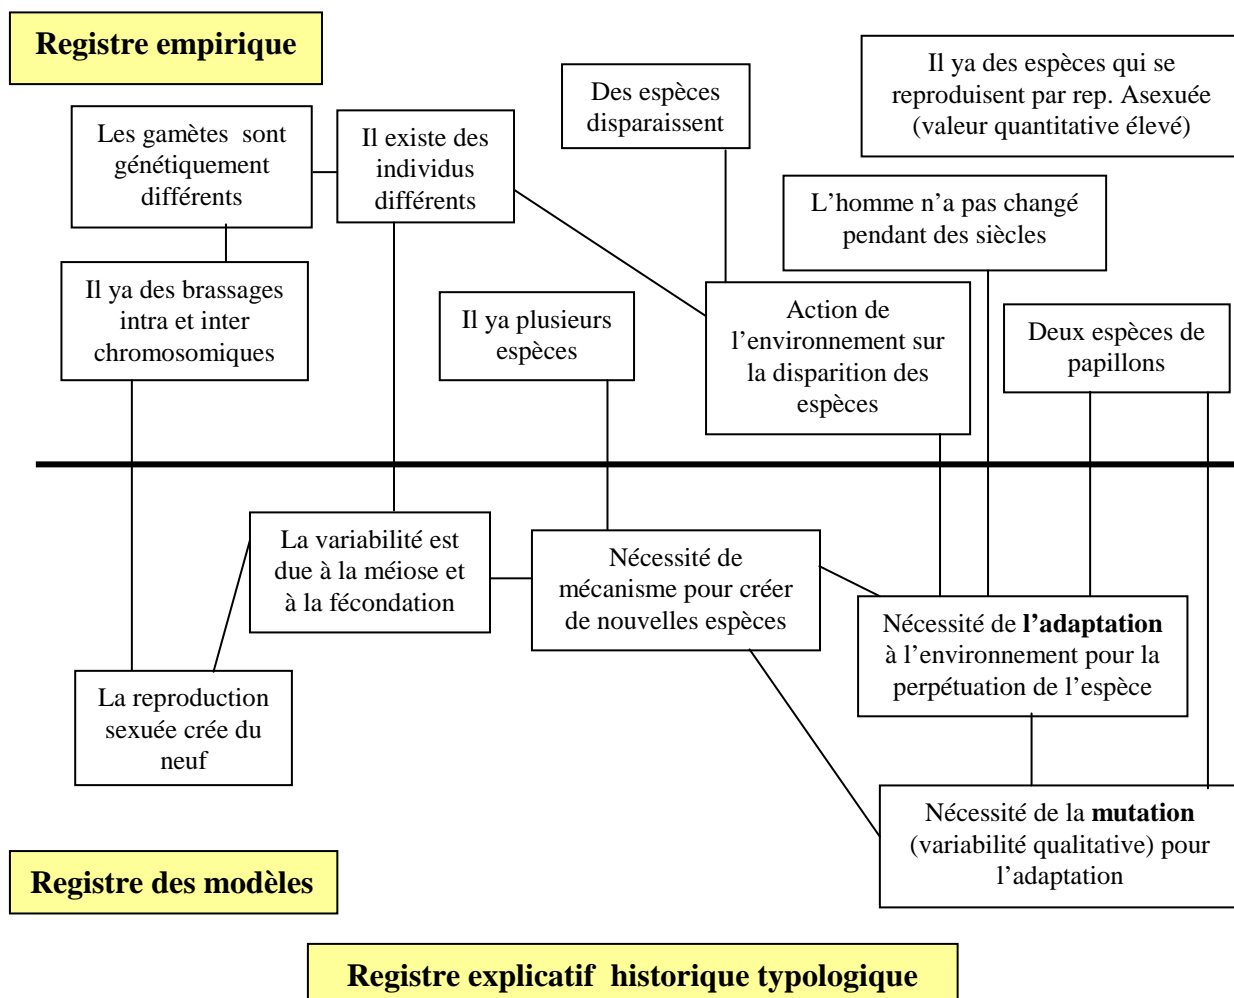 Registre empirique
Il ya des espèces qui se
reproduisent par rep. Asexuée
(valeur quantitative élevé)
Des espèces
disparaissent
Les gamètes sont
génétiquement
différents
Il existe des
individus
différents
L’homme n’a pas changé
pendant des siècles
Il ya des brassages
intra et inter
chromosomiques
Il ya plusieurs
espèces
Action de
l’environnement sur
la disparition des
espèces
Deux espèces de
papillons
La variabilité est
due à la méiose et
à la fécondation
Nécessité de
mécanisme pour créer
de nouvelles espèces
Nécessité de l’adaptation
à l’environnement pour la
perpétuation de l’espèce
La reproduction
sexuée crée du
neuf
Nécessité de la mutation
(variabilité qualitative) pour
l’adaptation
Registre des modèles
Registre explicatif historique typologique